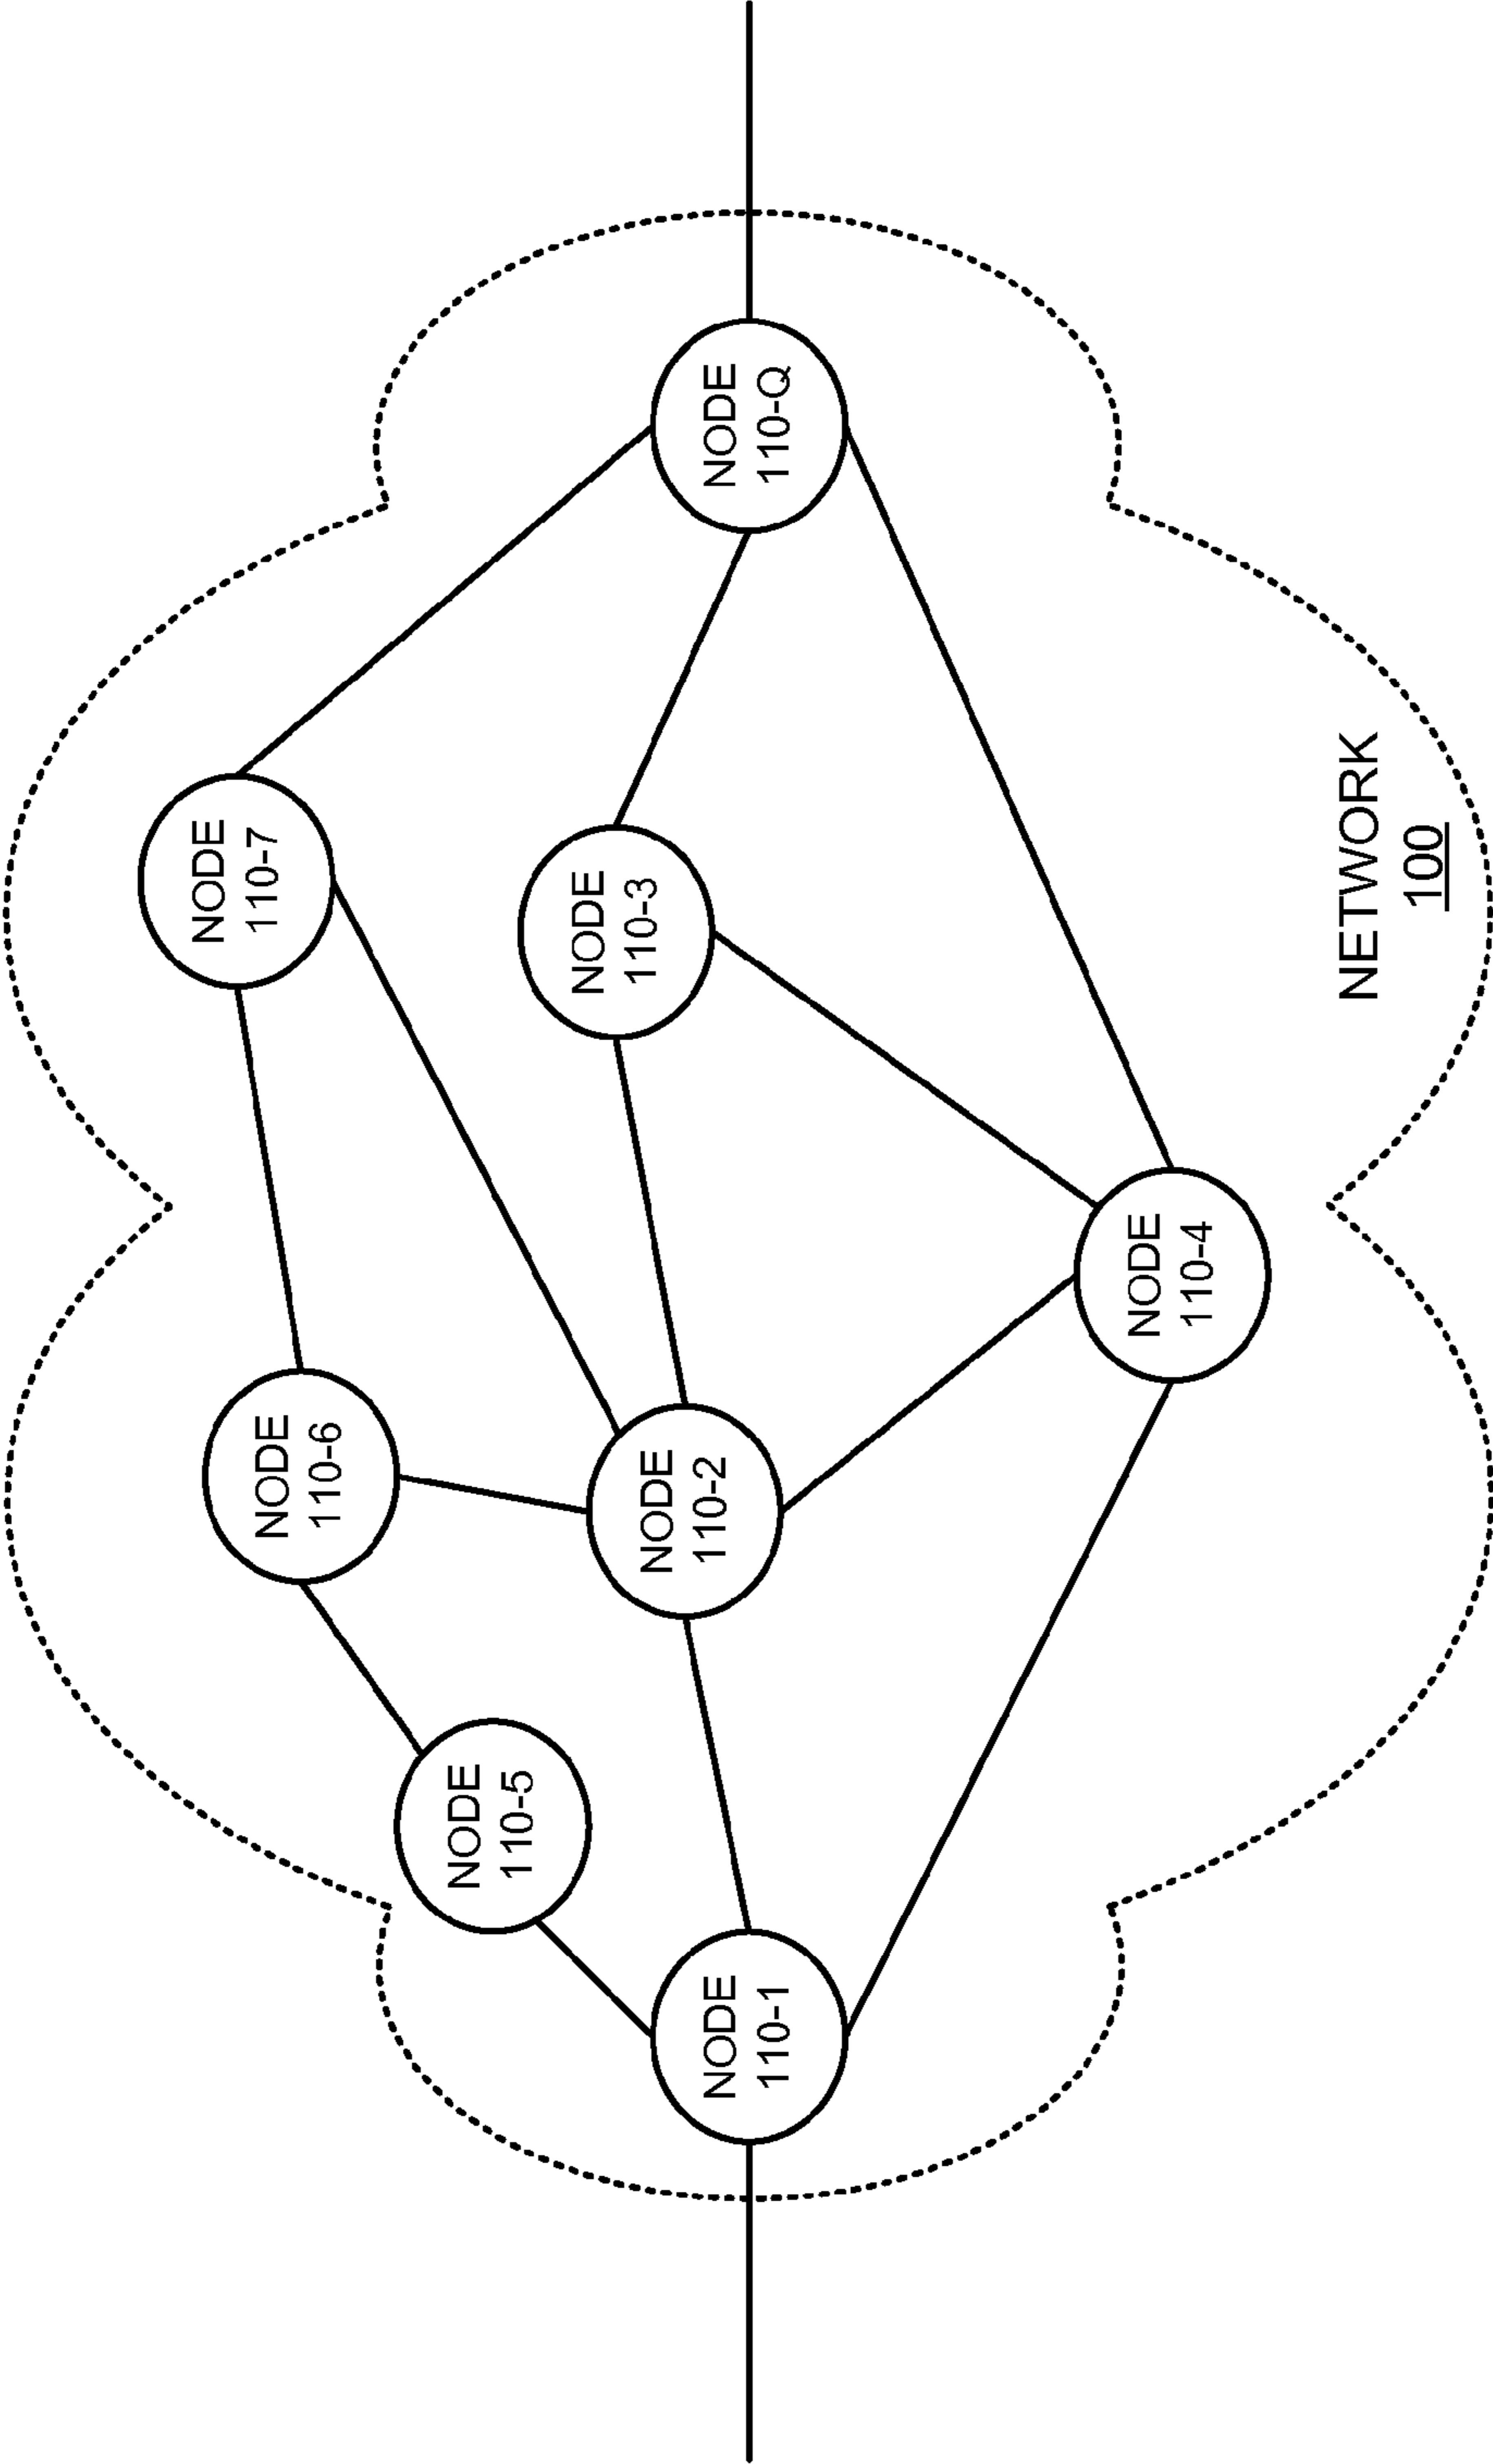 NODE
110-7
NODE
110-6
NODE
110-5
NODE
110-3
NODE
110-2
NODE
110-1
NODE
110-Q
NODE
110-4
NETWORK
100